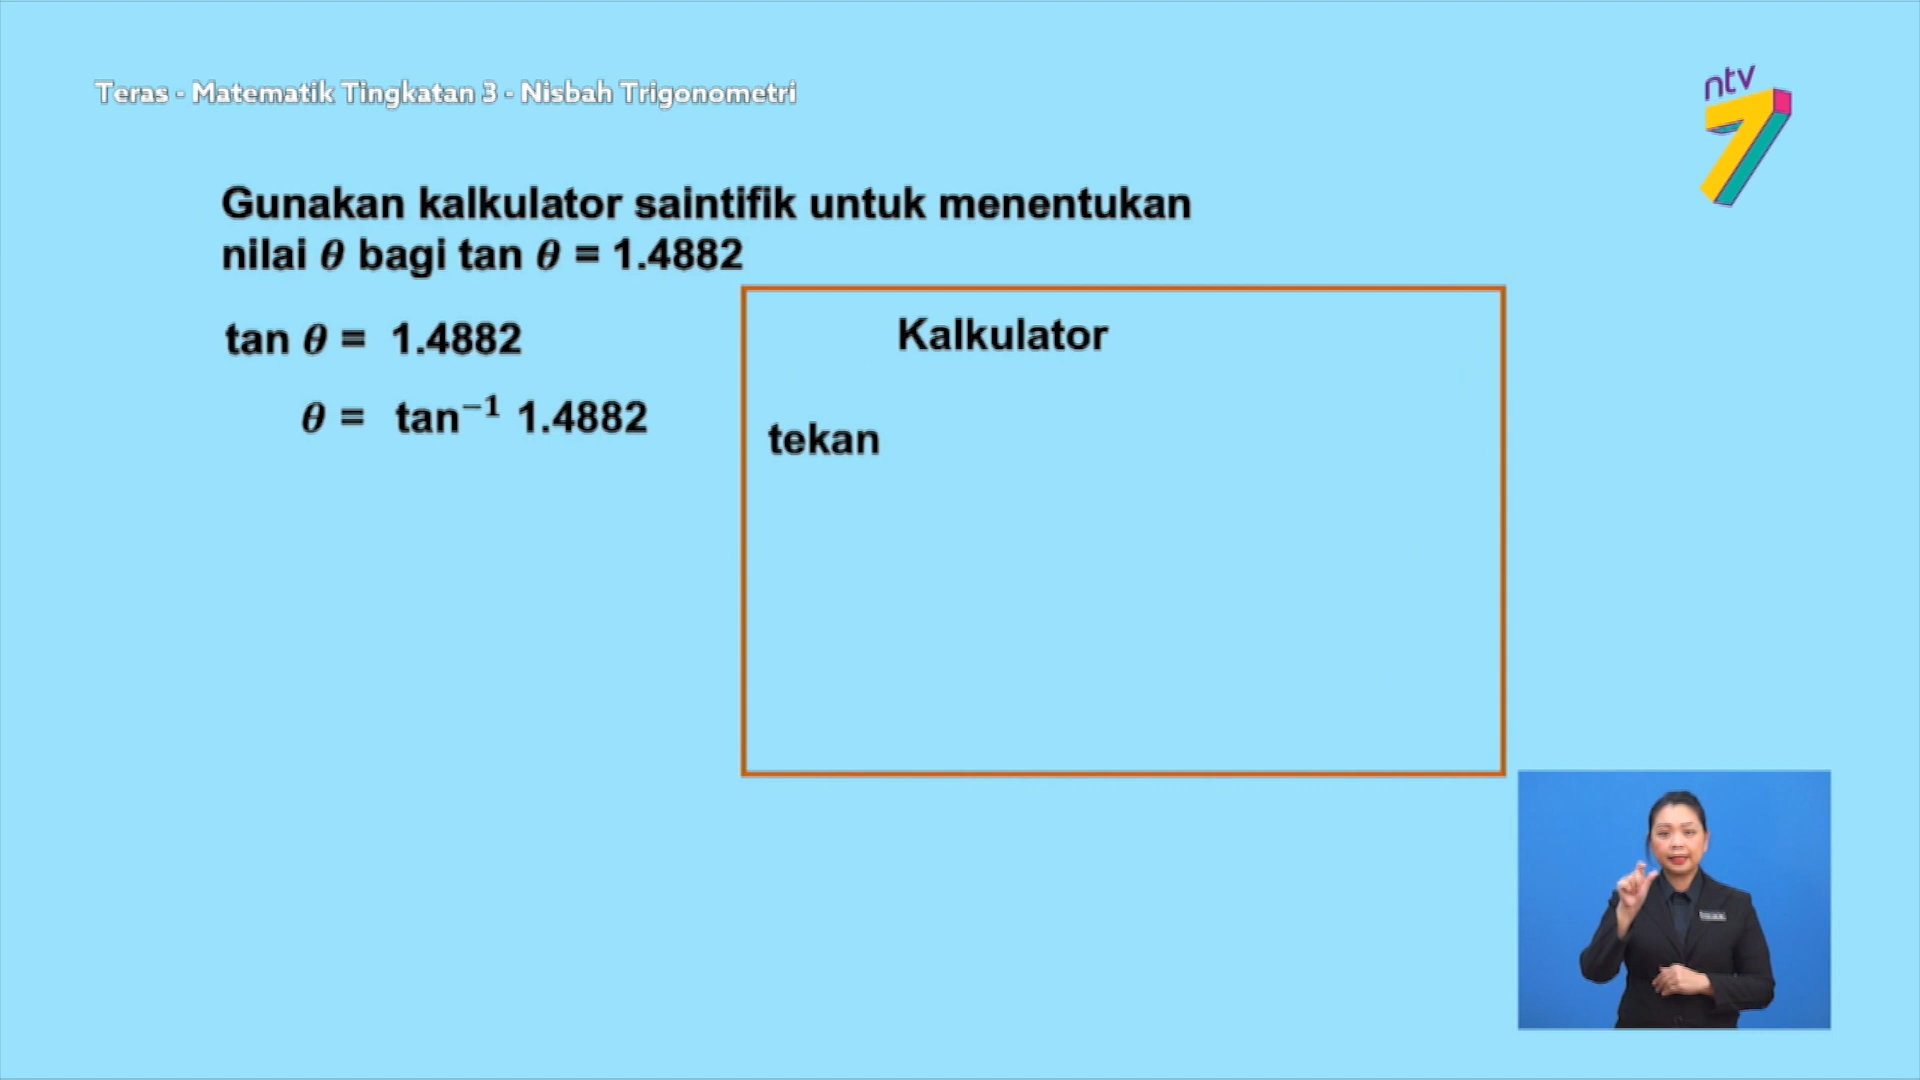 Teras - Matematik Tingkatan 3 - Nisbah Trigonometri
ntv
7
Gunakan kalkulator saintifik untuk menentukan
nilai θ bagi tan θ = 1.4882
tan θ = 1.4882
θ = tan⁻¹ 1.4882
Kalkulator
tekan